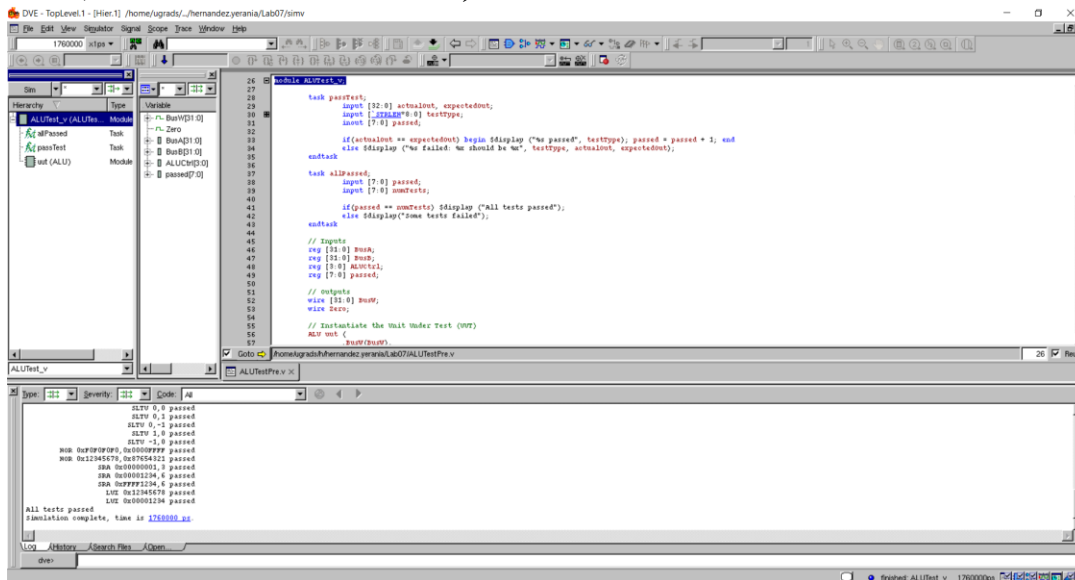 DVE - TopLevel.1 - [Hier.1] /home/ugrads/.../hernandez.yerania/Lab07/simv
File Edit View Simulator Signal Scope Trace Window Help
1760000 x1ps
Sim
Hierarchy Type Variable
ALUTest_v (ALUTes... Module
allPassed Task
passTest Task
uut (ALU) Module
BusW[31:0]
Zero
BusA[31:0]
BusB[31:0]
ALUCtrl[3:0]
passed[7:0]
26 module ALUTest_v;
27
28 task passTest;
29 input [32:0] actualOut, expectedOut;
30 input [`STRLEN*8:0] testType;
31 inout [7:0] passed;
32
33 if(actualOut == expectedOut) begin $display ("%s passed", testType); passed = passed + 1; end
34 else $display ("%s failed: %x should be %x", testType, actualOut, expectedOut);
35 endtask
36
37 task allPassed;
38 input [7:0] passed;
39 input [7:0] numTests;
40
41 if(passed == numTests) $display ("All tests passed");
42 else $display("Some tests failed");
43 endtask
44
45 // Inputs
46 reg [31:0] BusA;
47 reg [31:0] BusB;
48 reg [3:0] ALUCtrl;
49 reg [7:0] passed;
50
51 // Outputs
52 wire [31:0] BusW;
53 wire Zero;
54
55 // Instantiate the Unit Under Test (UUT)
56 ALU uut (
57 .BusW(BusW),
Goto /home/ugrads/h/hernandez.yerania/Lab07/ALUTestPre.v 26 Reu
ALUTest_v
ALUTestPre.v
Type: Severity: Code: All
SLTU 0,0 passed
SLTU 0,1 passed
SLTU 0,-1 passed
SLTU 1,0 passed
SLTU -1,0 passed
NOR 0xF0F0F0F0,0x0000FFFF passed
NOR 0x12345678,0x87654321 passed
SRA 0x00000001,3 passed
SRA 0x00001234,6 passed
SRA 0xFFFF1234,6 passed
LUI 0x12345678 passed
LUI 0x00001234 passed
All tests passed
Simulation complete, time is 1760000 ps.
Log History Search Files Open...
dve>
finished: ALUTest_v 1760000ps